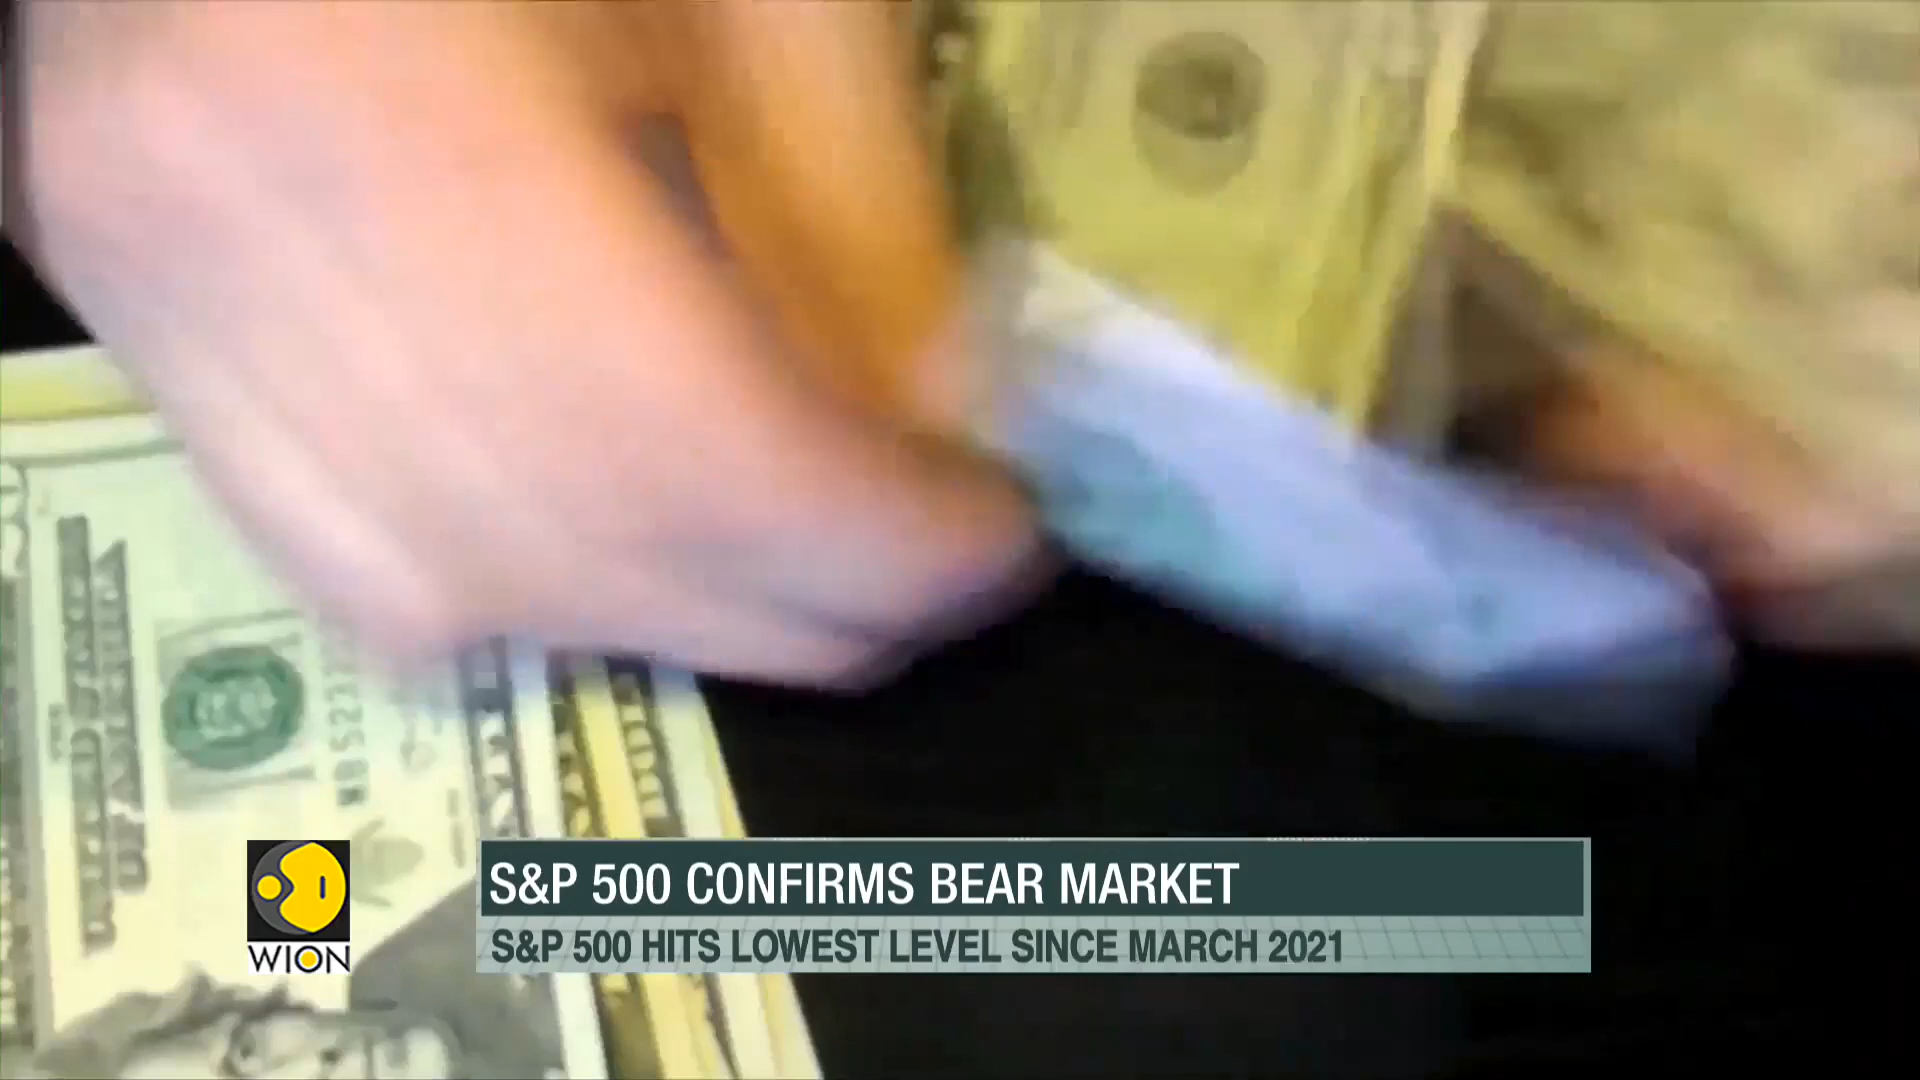 S&P 500 CONFIRMS BEAR MARKET
S&P 500 HITS LOWEST LEVEL SINCE MARCH 2021
WION